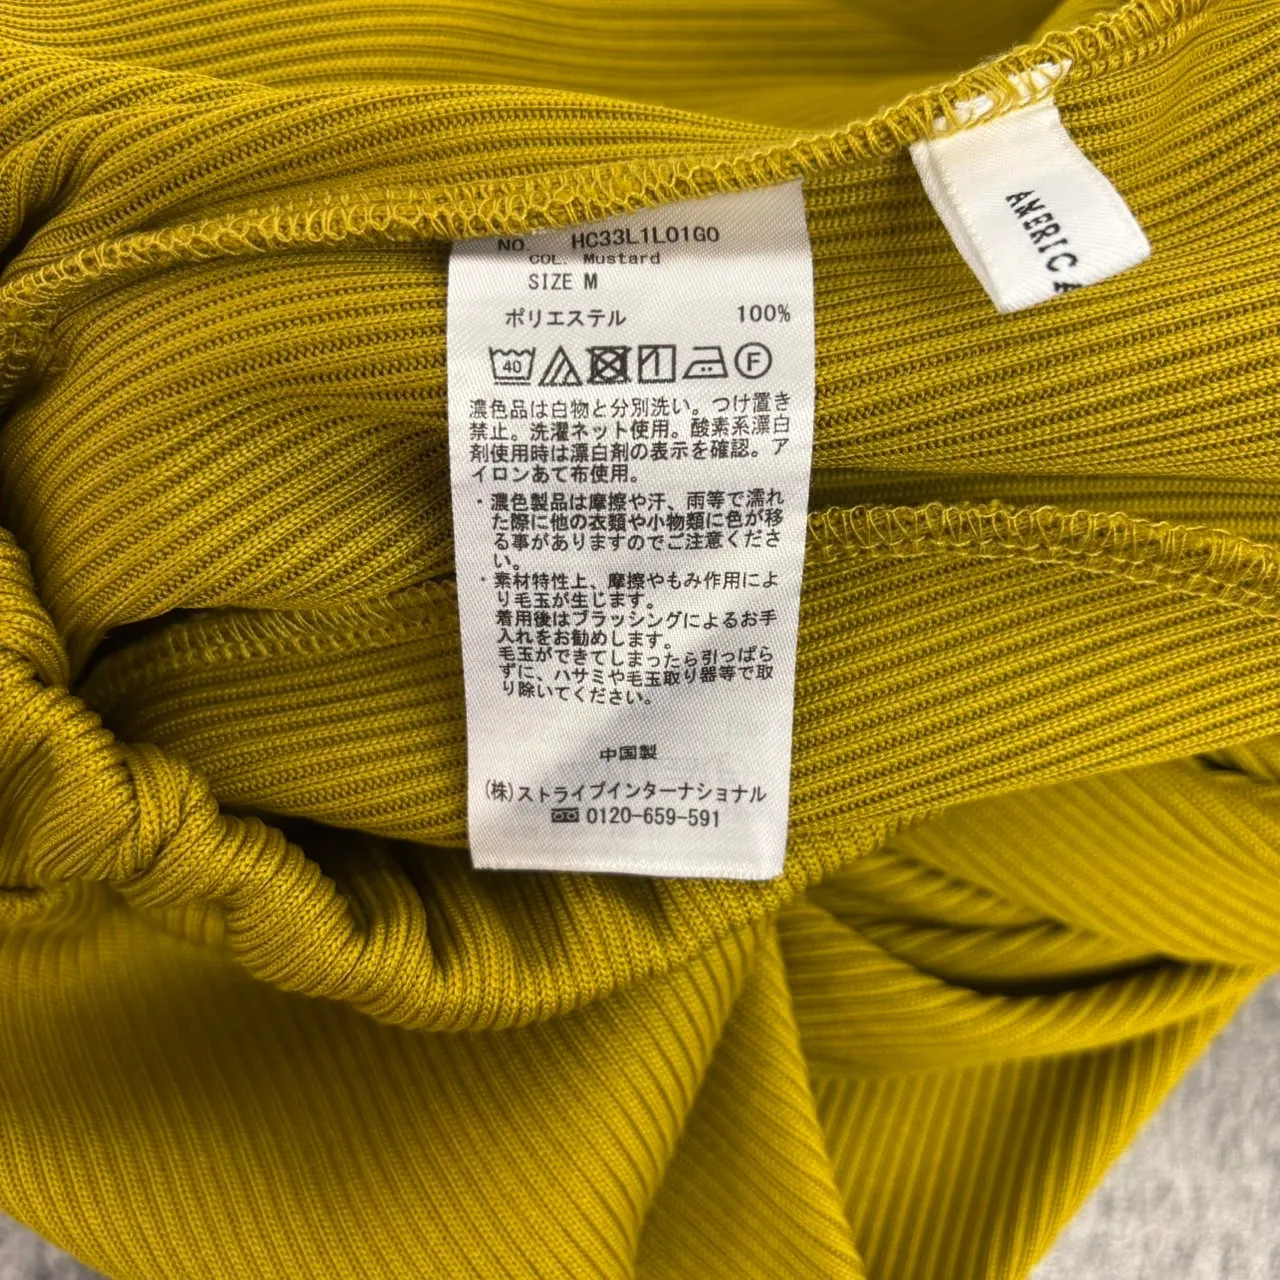 NO. HC33L1L01G0
COL. Mustard
SIZE M
ポリエステル 100%
40 F
濃色品は白物と分別洗い。つけ置き
禁止。洗濯ネット使用。酸素系漂白
剤使用時は漂白剤の表示を確認。ア
イロンあて布使用。
・濃色製品は摩擦や汗、雨等で濡れ
た際に他の衣類や小物類に色が移
る事がありますのでご注意くださ
い。
・素材特性上、摩擦やもみ作用によ
り毛玉が生じます。
着用後はブラッシングによるお手
入れをお勧めします。
毛玉ができてしまったら引っぱら
ずに、ハサミや毛玉取り器等で取
り除いてください。
中国製
(株)ストライプインターナショナル
0120-659-591
AMERICA